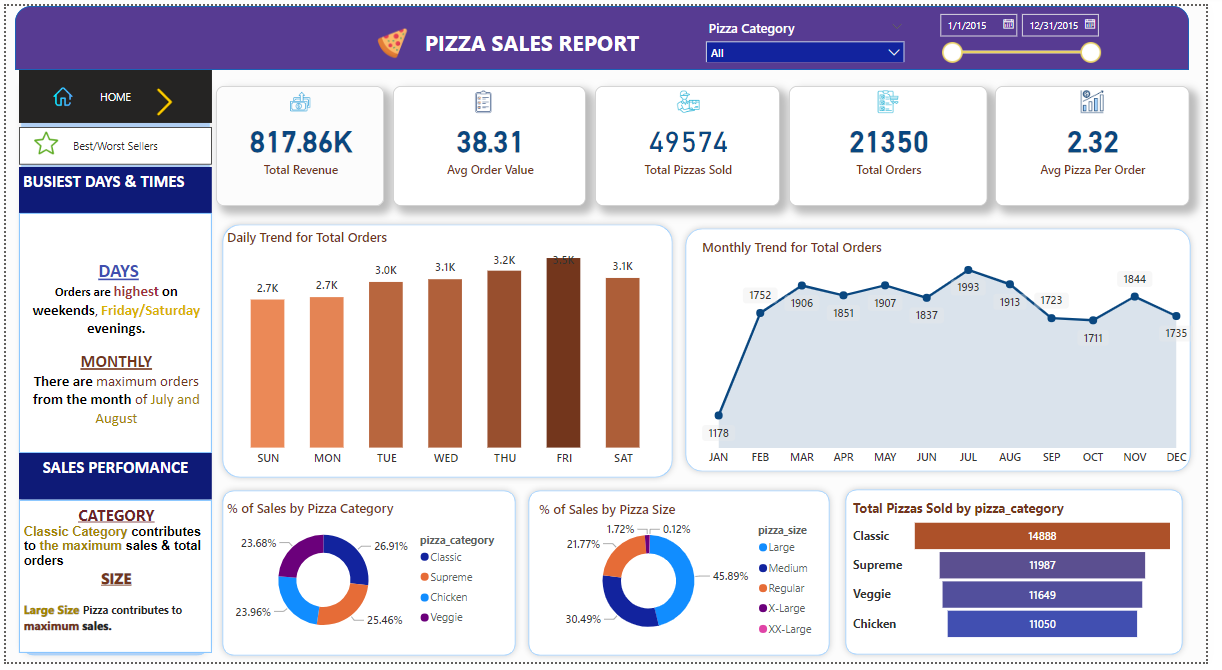 PIZZA SALES REPORT
Pizza Category
All
1/1/2015
12/31/2015
HOME
Best/Worst Sellers
BUSIEST DAYS & TIMES
DAYS
Orders are highest on
weekends, Friday/Saturday
evenings.
MONTHLY
There are maximum orders
from the month of July and
August
SALES PERFOMANCE
CATEGORY
Classic Category contributes
to the maximum sales & total
orders
SIZE
Large Size Pizza contributes to
maximum sales.
817.86K
Total Revenue
38.31
Avg Order Value
49574
Total Pizzas Sold
21350
Total Orders
2.32
Avg Pizza Per Order
Daily Trend for Total Orders
2.7K
2.7K
3.0K
3.1K
3.2K
3.5K
3.1K
SUN MON TUE WED THU FRI SAT
Monthly Trend for Total Orders
1178
1752
1906
1851
1907
1837
1993
1913
1723
1711
1844
1735
JAN FEB MAR APR MAY JUN JUL AUG SEP OCT NOV DEC
% of Sales by Pizza Category
23.68%
26.91%
23.96%
25.46%
pizza_category
Classic
Supreme
Chicken
Veggie
% of Sales by Pizza Size
1.72%
0.12%
21.77%
45.89%
30.49%
pizza_size
Large
Medium
Regular
X-Large
XX-Large
Total Pizzas Sold by pizza_category
Classic 14888
Supreme 11987
Veggie 11649
Chicken 11050